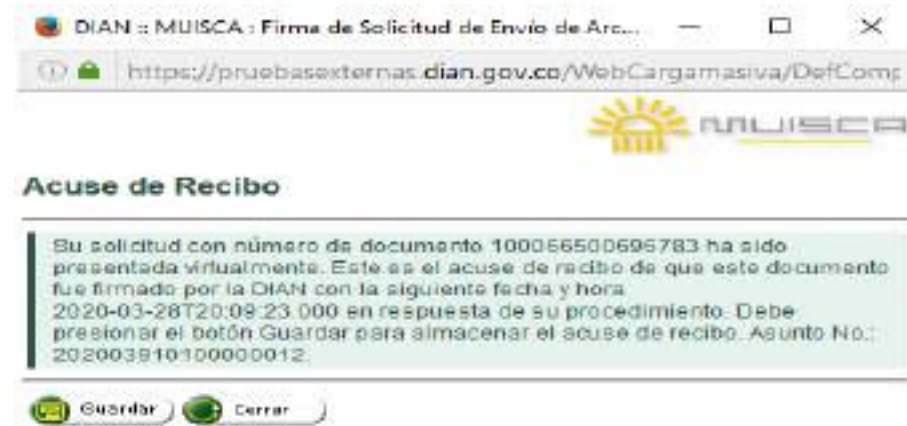 DIAN :: MUISCA : Firma de Solicitud de Envío de Arc...
https://pruebasexternas.dian.gov.co/WebCargamasiva/DefComp
MUISCA
Acuse de Recibo
Su solicitud con número de documento 100066500696783 ha sido
presentada virtualmente. Este es el acuse de recibo de que este documento
fue firmado por la DIAN con la siguiente fecha y hora
2020-03-28T20:09:23.000 en respuesta de su procedimiento. Debe
presionar el botón Guardar para almacenar el acuse de recibo. Asunto No.:
202003910100000012.
Guardar Cerrar